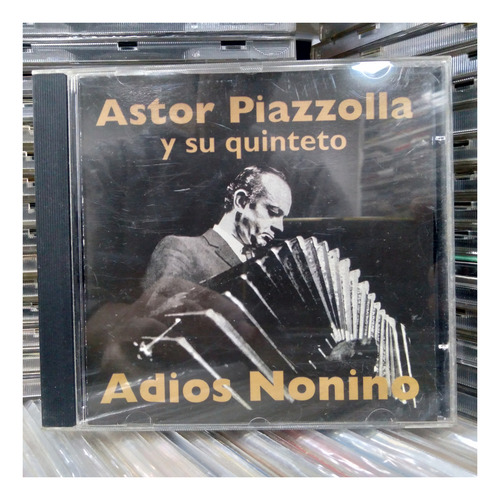 Astor Piazzolla
y su quinteto
Adios Nonino